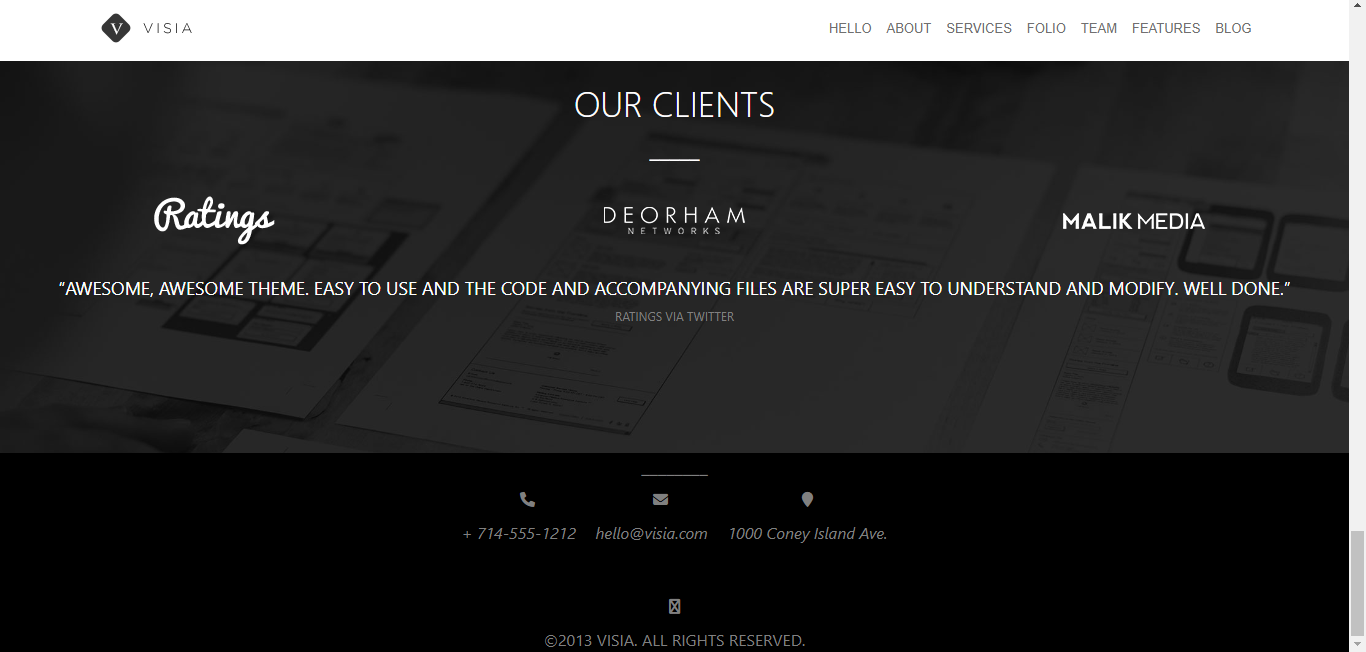 V VISIA
HELLO ABOUT SERVICES FOLIO TEAM FEATURES BLOG
OUR CLIENTS
Ratings
DEORHAM
NETWORKS
MALIK MEDIA
“AWESOME, AWESOME THEME. EASY TO USE AND THE CODE AND ACCOMPANYING FILES ARE SUPER EASY TO UNDERSTAND AND MODIFY. WELL DONE.”
RATINGS VIA TWITTER
+ 714-555-1212 hello@visia.com 1000 Coney Island Ave.
©2013 VISIA. ALL RIGHTS RESERVED.